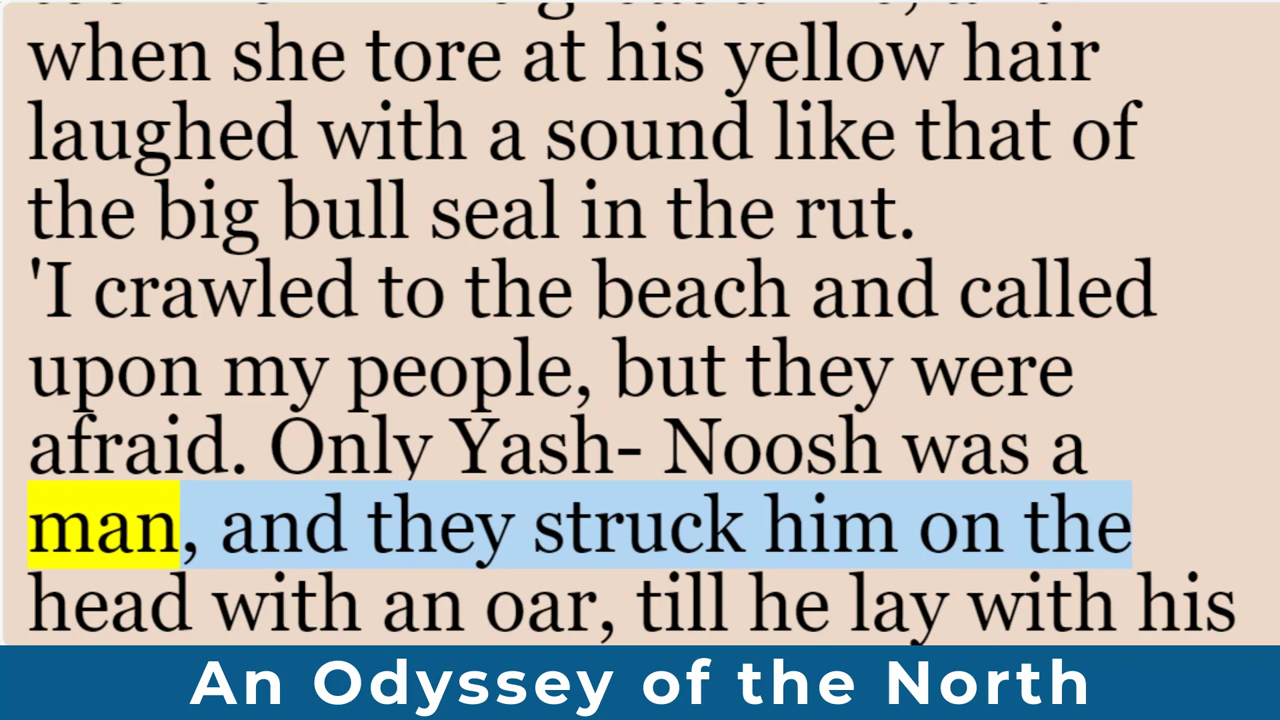 when she tore at his yellow hair
laughed with a sound like that of
the big bull seal in the rut.
'I crawled to the beach and called
upon my people, but they were
afraid. Only Yash- Noosh was a
man, and they struck him on the
head with an oar, till he lay with his
An Odyssey of the North